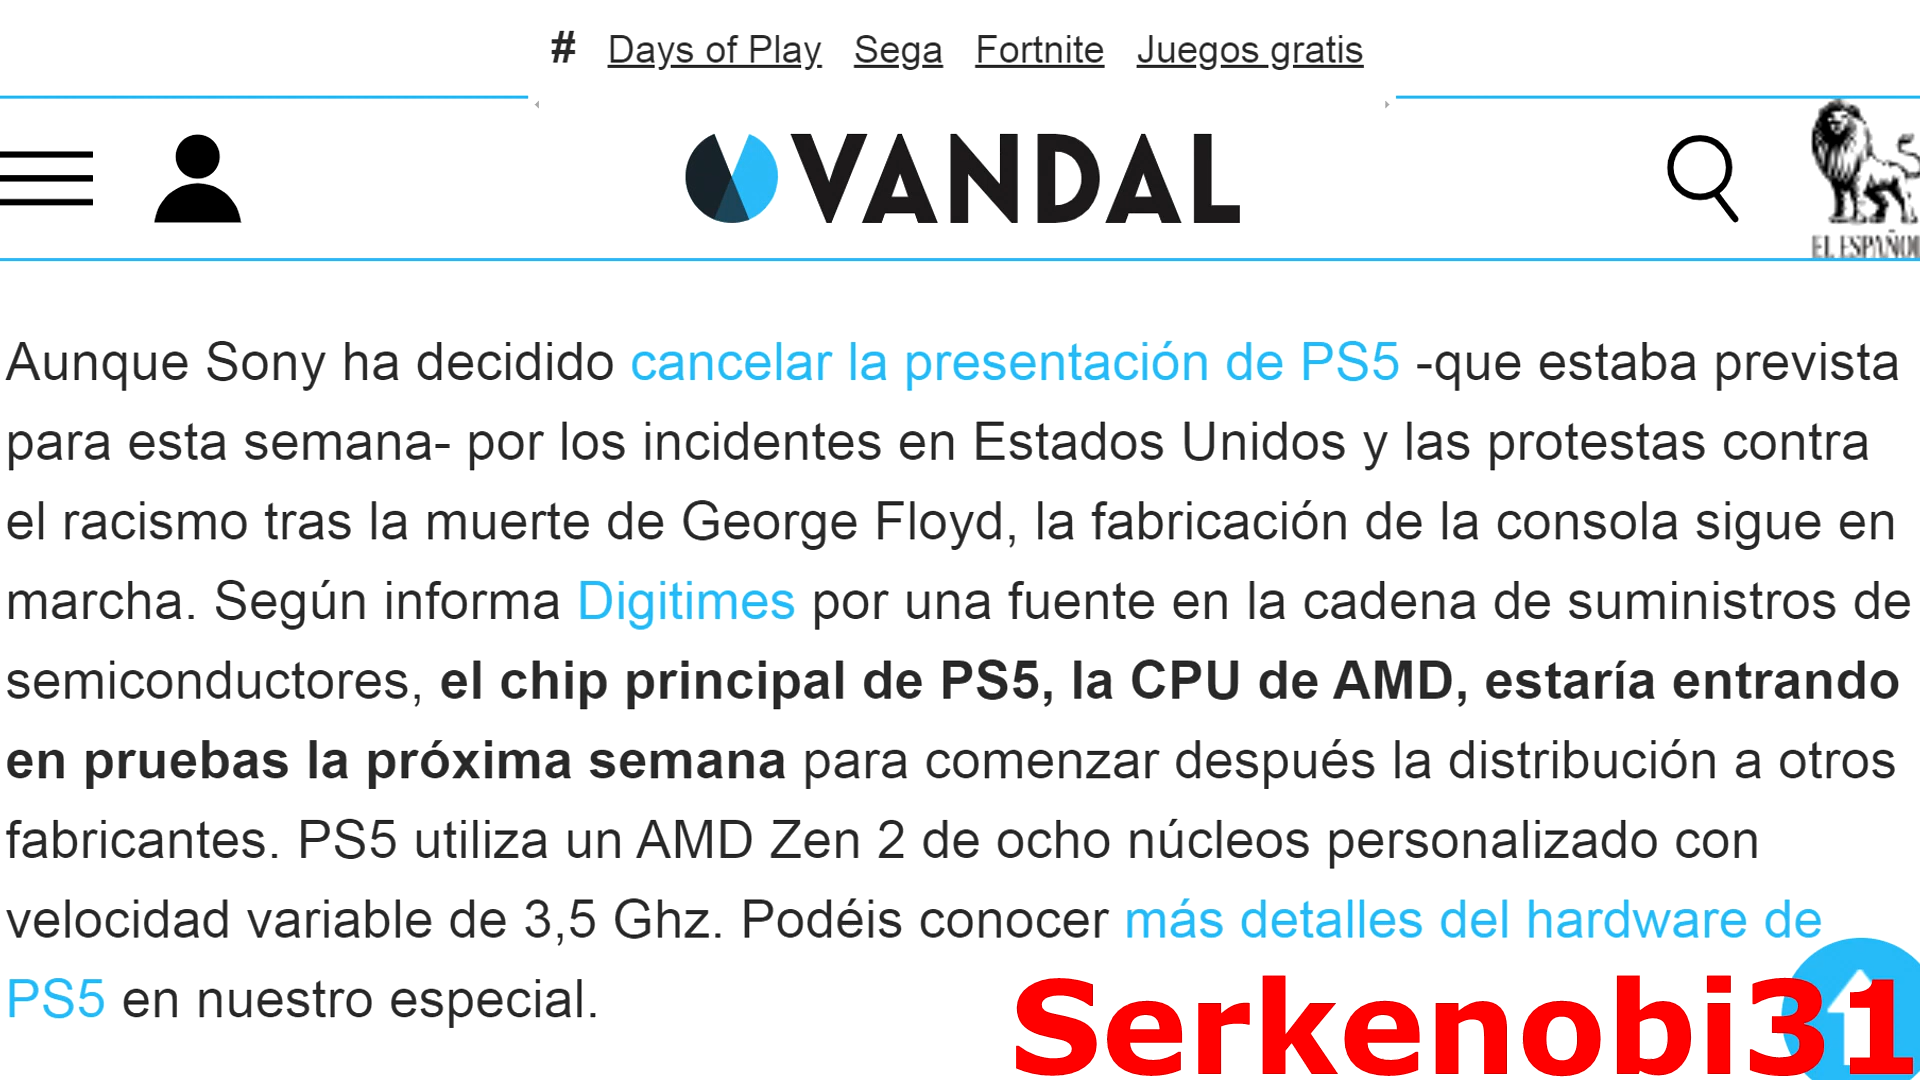 # Days of Play Sega Fortnite Juegos gratis
VANDAL
EL ESPAÑOL
Aunque Sony ha decidido cancelar la presentación de PS5 -que estaba prevista
para esta semana- por los incidentes en Estados Unidos y las protestas contra
el racismo tras la muerte de George Floyd, la fabricación de la consola sigue en
marcha. Según informa Digitimes por una fuente en la cadena de suministros de
semiconductores, el chip principal de PS5, la CPU de AMD, estaría entrando
en pruebas la próxima semana para comenzar después la distribución a otros
fabricantes. PS5 utiliza un AMD Zen 2 de ocho núcleos personalizado con
velocidad variable de 3,5 Ghz. Podéis conocer más detalles del hardware de
PS5 en nuestro especial.
Serkenobi31